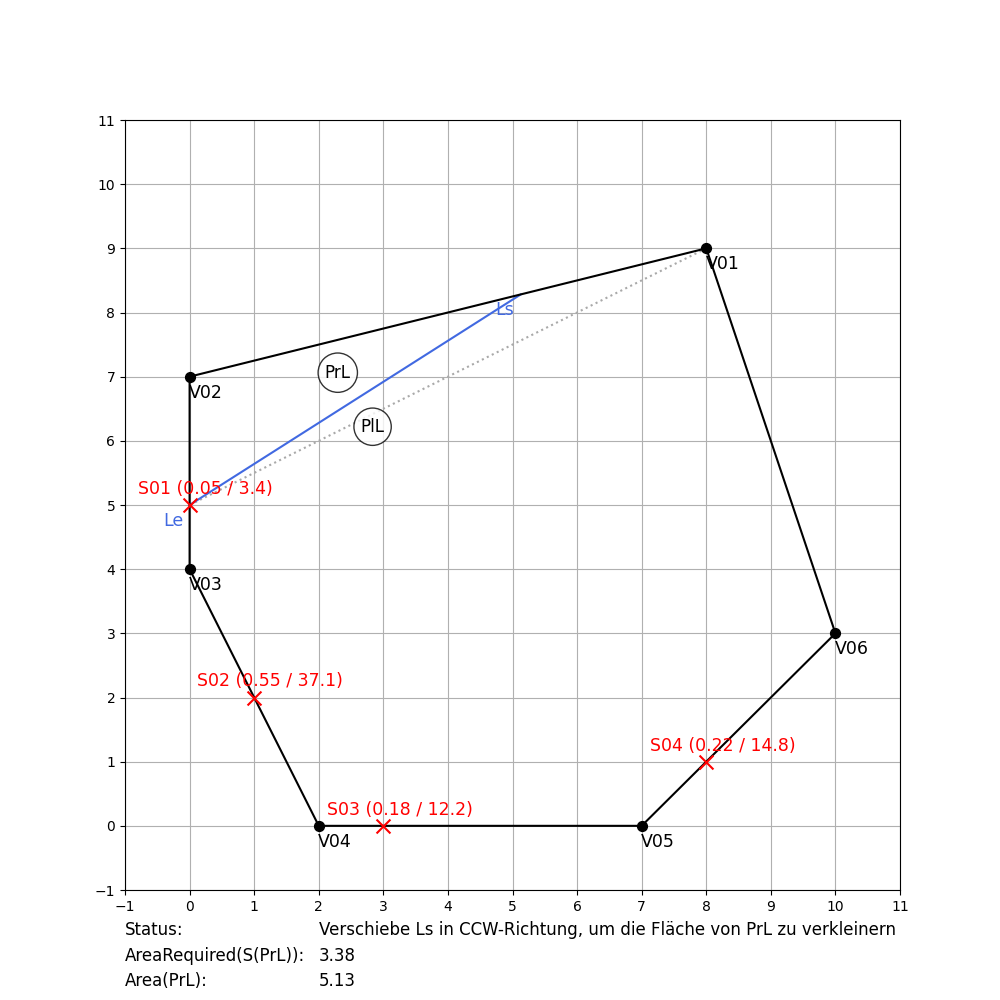 11
10
9
8
7
6
5
4
3
2
1
0
−1
−1 0 1 2 3 4 5 6 7 8 9 10 11
V01
Ls
PrL
V02
PlL
S01 (0.05 / 3.4)
Le
V03
V06
S02 (0.55 / 37.1)
S04 (0.22 / 14.8)
S03 (0.18 / 12.2)
V04
V05
Status: Verschiebe Ls in CCW-Richtung, um die Fläche von PrL zu verkleinern
AreaRequired(S(PrL)): 3.38
Area(PrL): 5.13